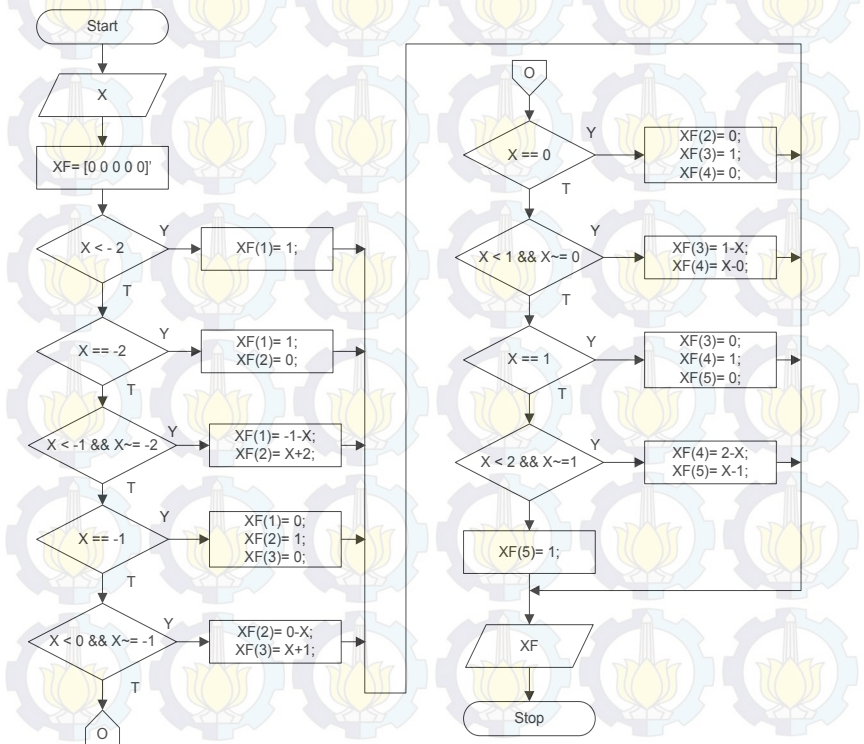 Start
X
XF= [0 0 0 0 0]'
X < - 2
Y
XF(1)= 1;
T
X == -2
Y
XF(1)= 1;
XF(2)= 0;
T
X < -1 && X~= -2
Y
XF(1)= -1-X;
XF(2)= X+2;
T
X == -1
Y
XF(1)= 0;
XF(2)= 1;
XF(3)= 0;
T
X < 0 && X~= -1
Y
XF(2)= 0-X;
XF(3)= X+1;
T
O
O
X == 0
Y
XF(2)= 0;
XF(3)= 1;
XF(4)= 0;
T
X < 1 && X~= 0
Y
XF(3)= 1-X;
XF(4)= X-0;
T
X == 1
Y
XF(3)= 0;
XF(4)= 1;
XF(5)= 0;
T
X < 2 && X~=1
Y
XF(4)= 2-X;
XF(5)= X-1;
XF(5)= 1;
XF
Stop